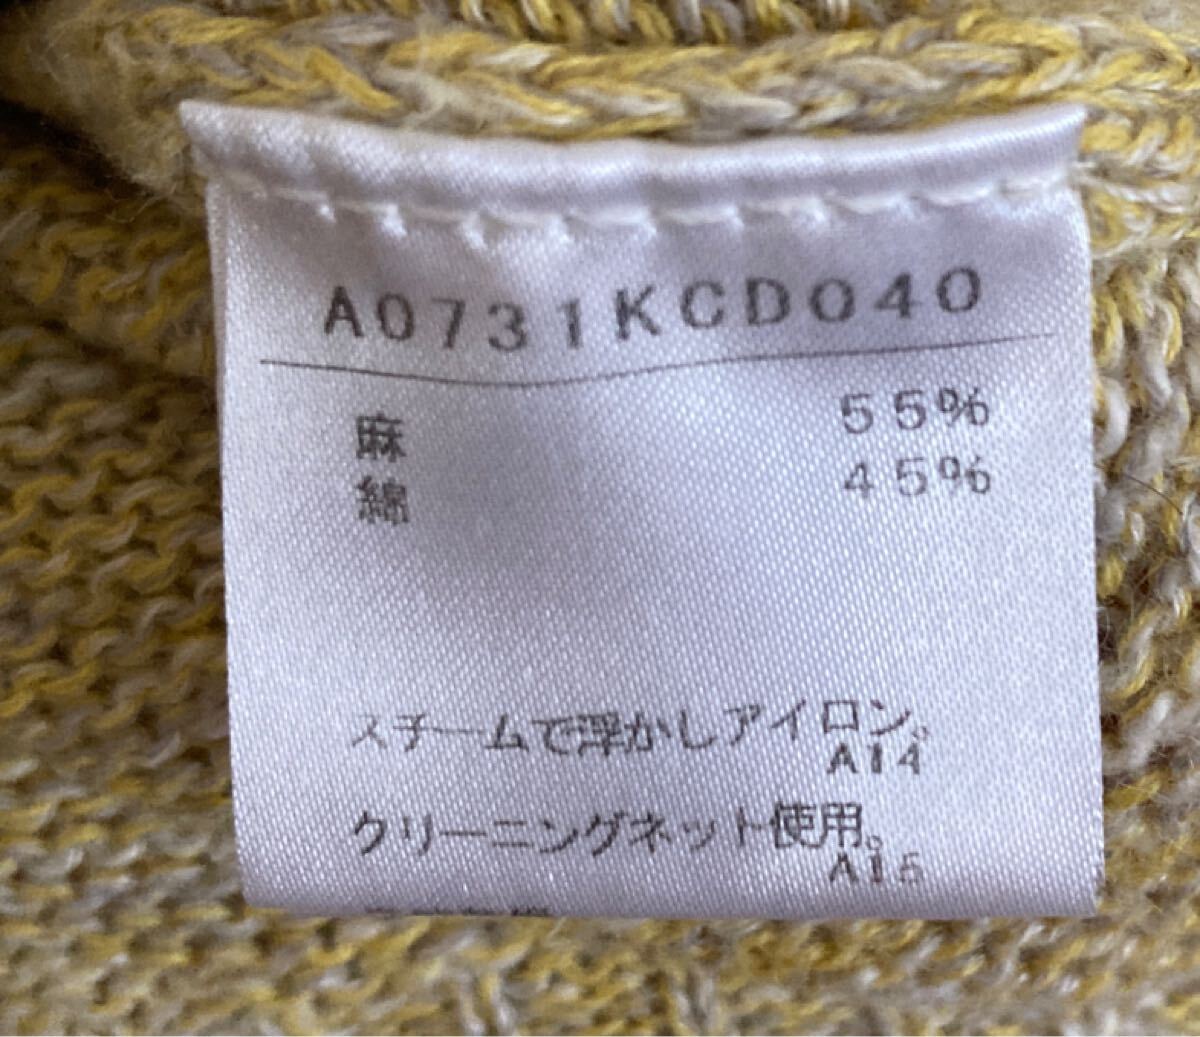 A0731KCD040
麻 55%
綿 45%
スチームで浮かしアイロン。
A14
クリーニングネット使用。
A15